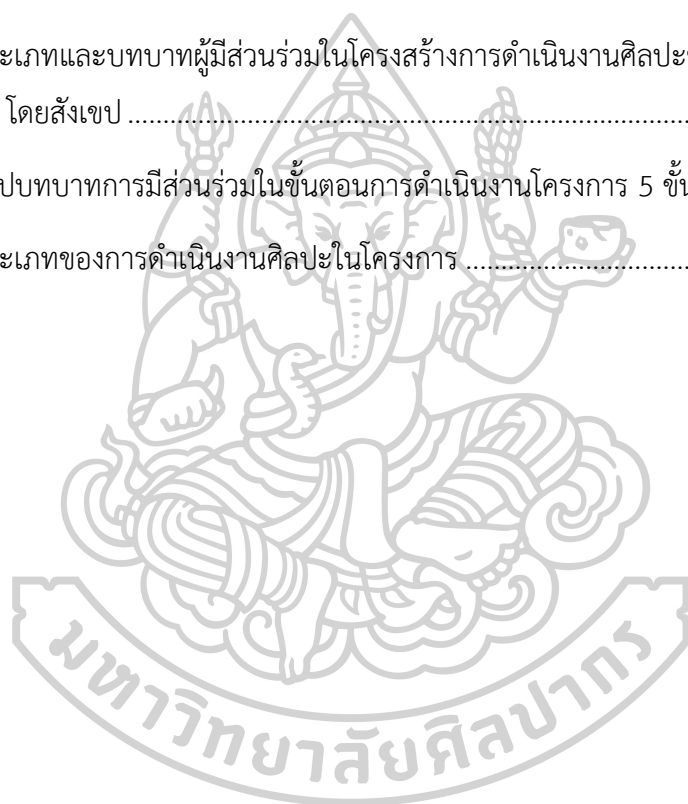 ะเภทและบทบาทผู้มีส่วนร่วมในโครงสร้างการดำเนินงานศิลปะ
โดยสังเขป ........................................................................
ปบทบาทการมีส่วนร่วมในขั้นตอนการดำเนินงานโครงการ 5 ขั้น
ะเภทของการดำเนินงานศิลปะในโครงการ ..............................
มหาวิทยาลัยศิลปากร